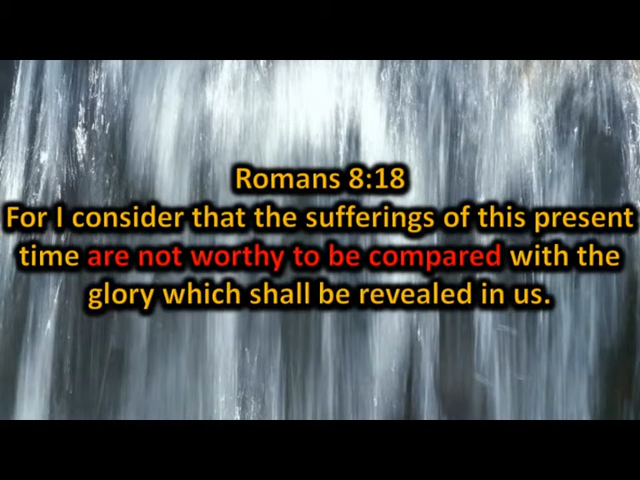 Romans 8:18
For I consider that the sufferings of this present
time are not worthy to be compared with the
glory which shall be revealed in us.